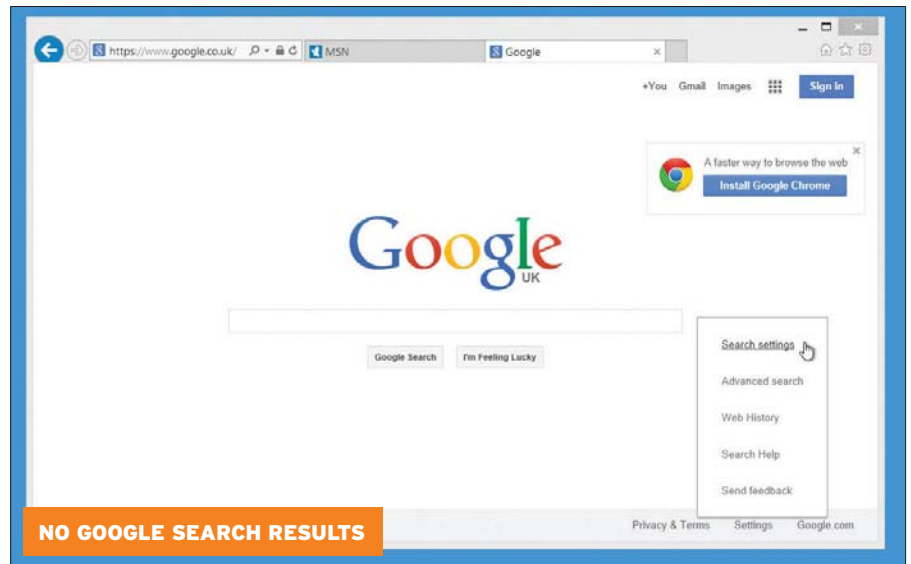 https://www.google.co.uk/ MSN Google
+You Gmail Images Sign in
A faster way to browse the web
Install Google Chrome
Google
UK
Google Search I'm Feeling Lucky
Search settings
Advanced search
Web History
Search Help
Send feedback
Privacy & Terms Settings Google.com
NO GOOGLE SEARCH RESULTS